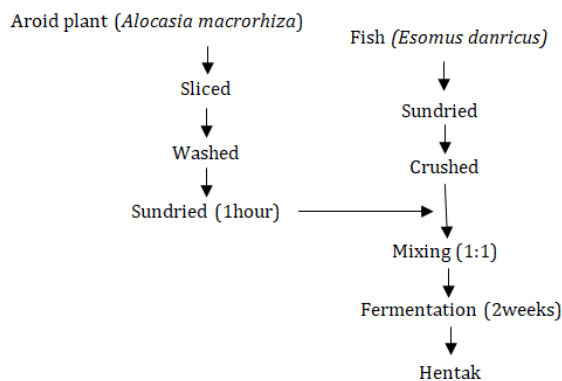 Aroid plant (Alocasia macrorhiza)
Sliced
Washed
Sundried (1hour)
Fish (Esomus danricus)
Sundried
Crushed
Mixing (1:1)
Fermentation (2weeks)
Hentak